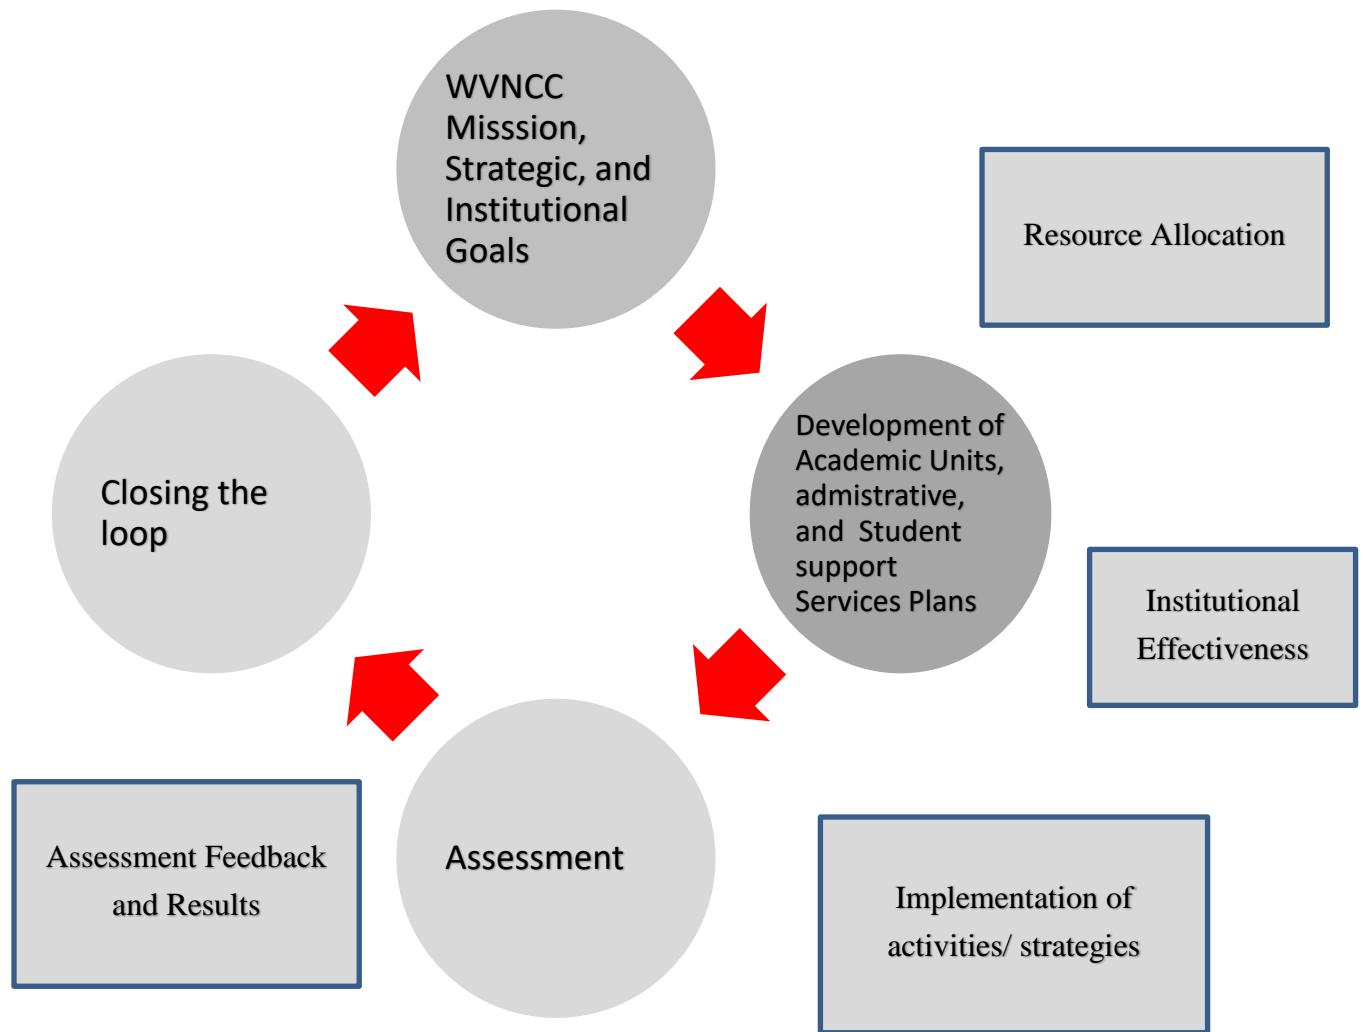 WVNCC
Misssion,
Strategic, and
Institutional
Goals
Resource Allocation
Development of
Academic Units,
admistrative,
and Student
support
Services Plans
Closing the
loop
Institutional
Effectiveness
Assessment
Assessment Feedback
and Results
Implementation of
activities/ strategies